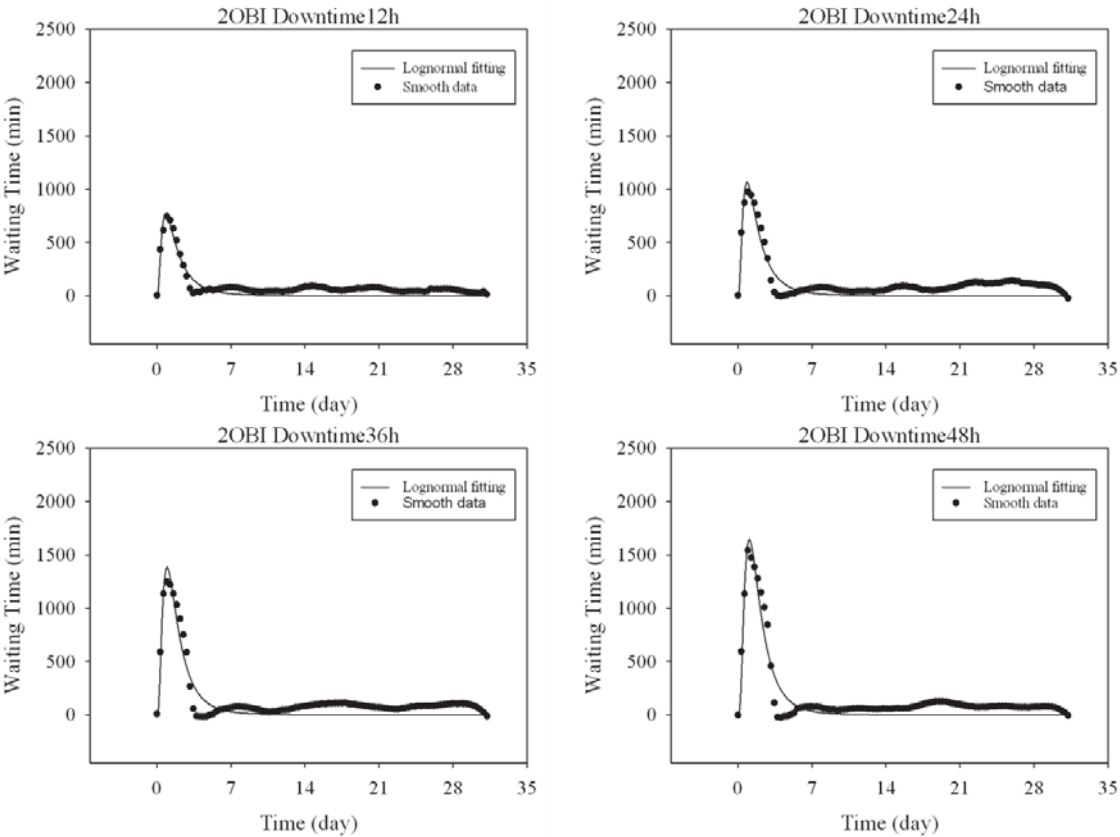 2OBI Downtime12h
2500
2000
1500
1000
500
0
Waiting Time (min)
Lognormal fitting
Smooth data
0 7 14 21 28 35
Time (day)
2OBI Downtime24h
2500
2000
1500
1000
500
0
Waiting Time (min)
Lognormal fitting
Smooth data
0 7 14 21 28 35
Time (day)
2OBI Downtime36h
2500
2000
1500
1000
500
0
Waiting Time (min)
Lognormal fitting
Smooth data
0 7 14 21 28 35
Time (day)
2OBI Downtime48h
2500
2000
1500
1000
500
0
Waiting Time (min)
Lognormal fitting
Smooth data
0 7 14 21 28 35
Time (day)